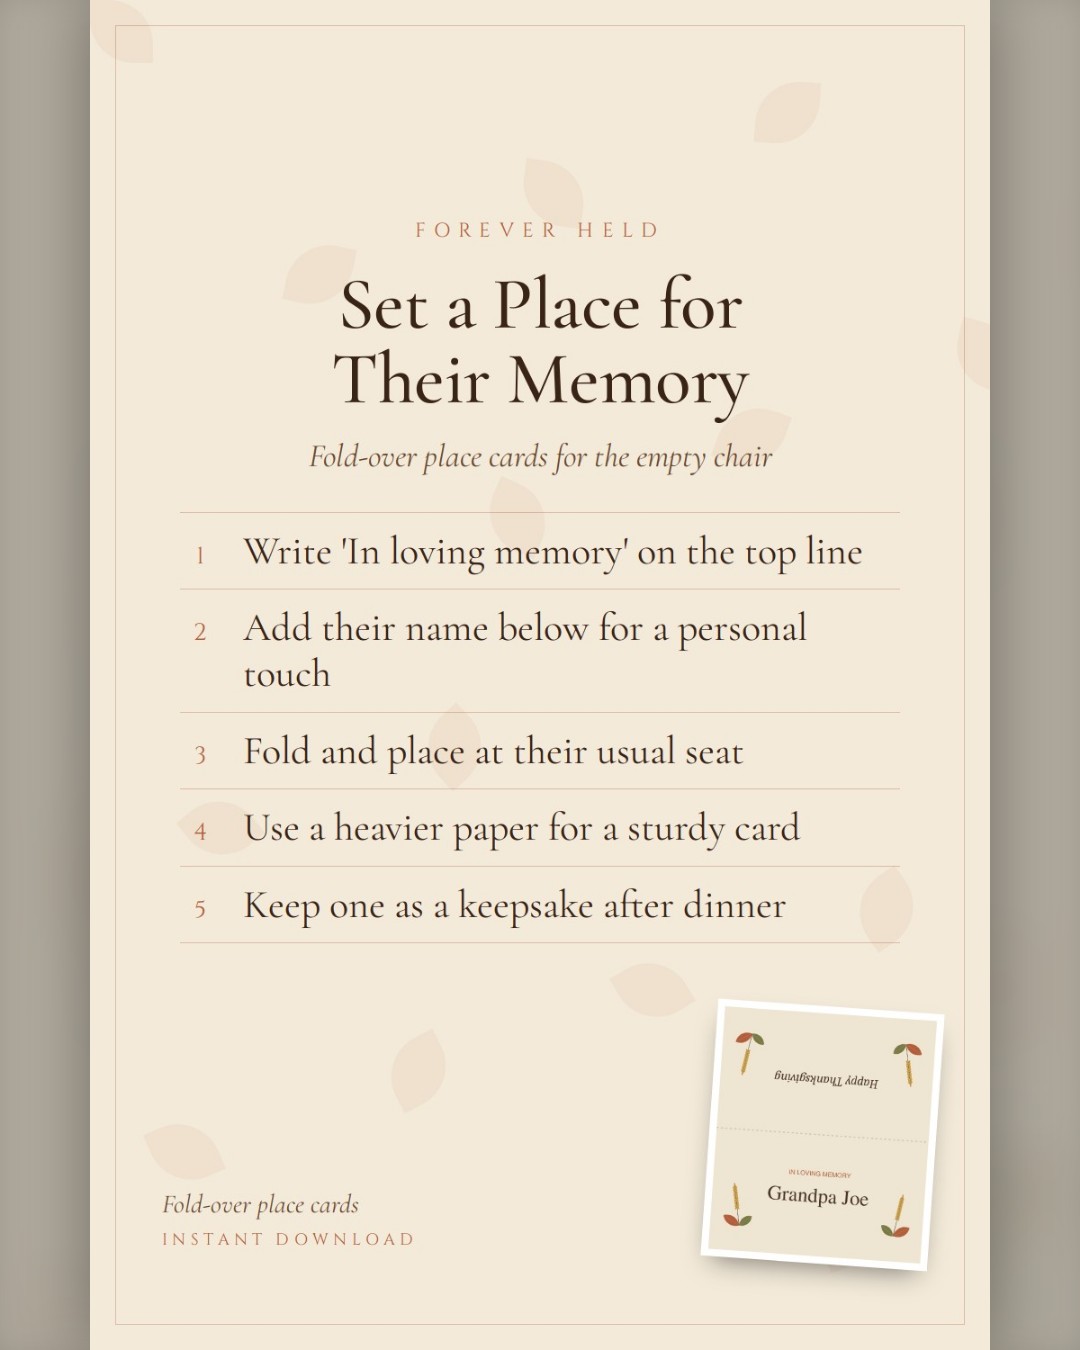 FOREVER HELD
Set a Place for
Their Memory
Fold-over place cards for the empty chair
1 Write 'In loving memory' on the top line
2 Add their name below for a personal
touch
3 Fold and place at their usual seat
4 Use a heavier paper for a sturdy card
5 Keep one as a keepsake after dinner
Happy Thanksgiving
IN LOVING MEMORY
Grandpa Joe
Fold-over place cards
INSTANT DOWNLOAD